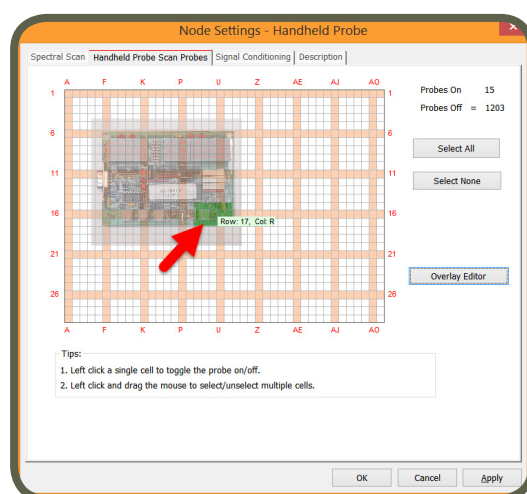 Node Settings - Handheld Probe
Spectral Scan Handheld Probe Scan Probes Signal Conditioning Description
A F K P U Z AE AJ AO
1 1
Probes On 15
Probes Off = 1203
6 6
Select All
11 11
Select None
16 16
Row: 17, Col: R
21 21
Overlay Editor
26 26
A F K P U Z AE AJ AO
Tips:
1. Left click a single cell to toggle the probe on/off.
2. Left click and drag the mouse to select/unselect multiple cells.
OK Cancel Apply